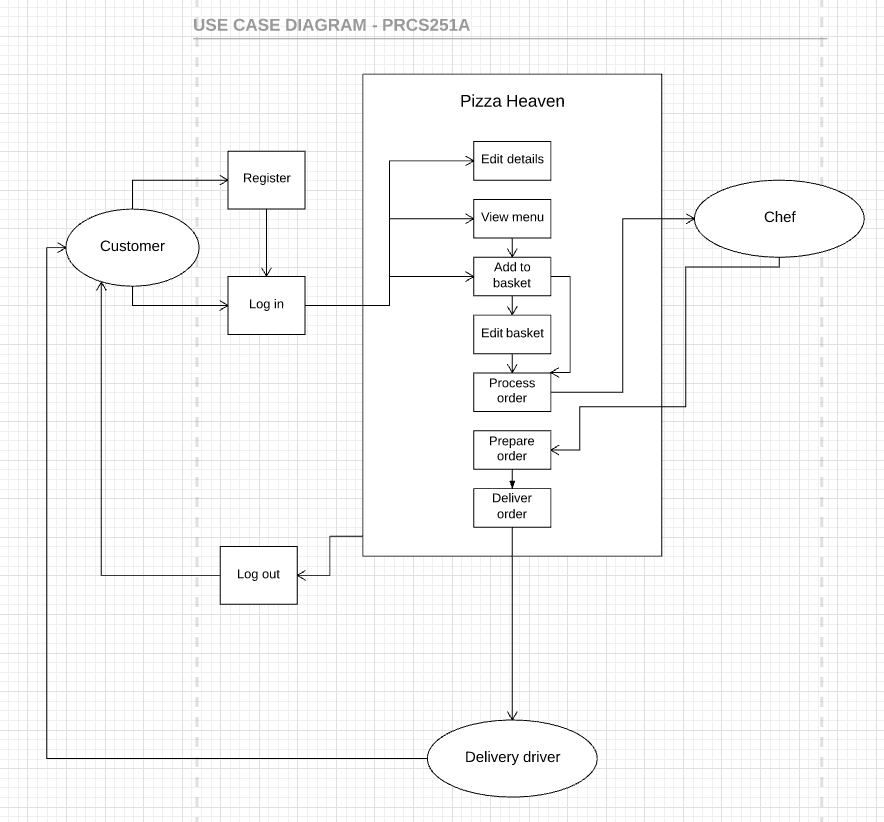 USE CASE DIAGRAM - PRCS251A
Pizza Heaven
Edit details
Register
View menu
Chef
Customer
Add to
basket
Log in
Edit basket
Process
order
Prepare
order
Deliver
order
Log out
Delivery driver